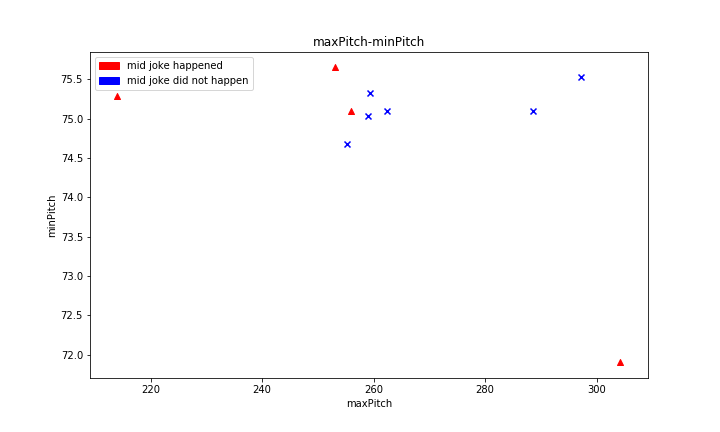 maxPitch-minPitch
mid joke happened
mid joke did not happen
75.5
75.0
74.5
74.0
73.5
73.0
72.5
72.0
minPitch
220
240
260
280
300
maxPitch